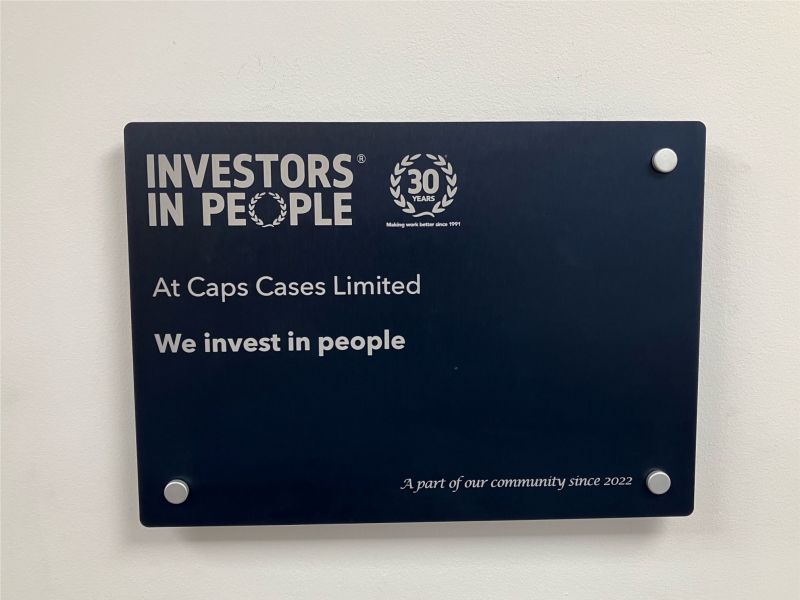 INVESTORS®
IN PEOPLE
30
YEARS
Making work better since 1991
At Caps Cases Limited
We invest in people
A part of our community since 2022